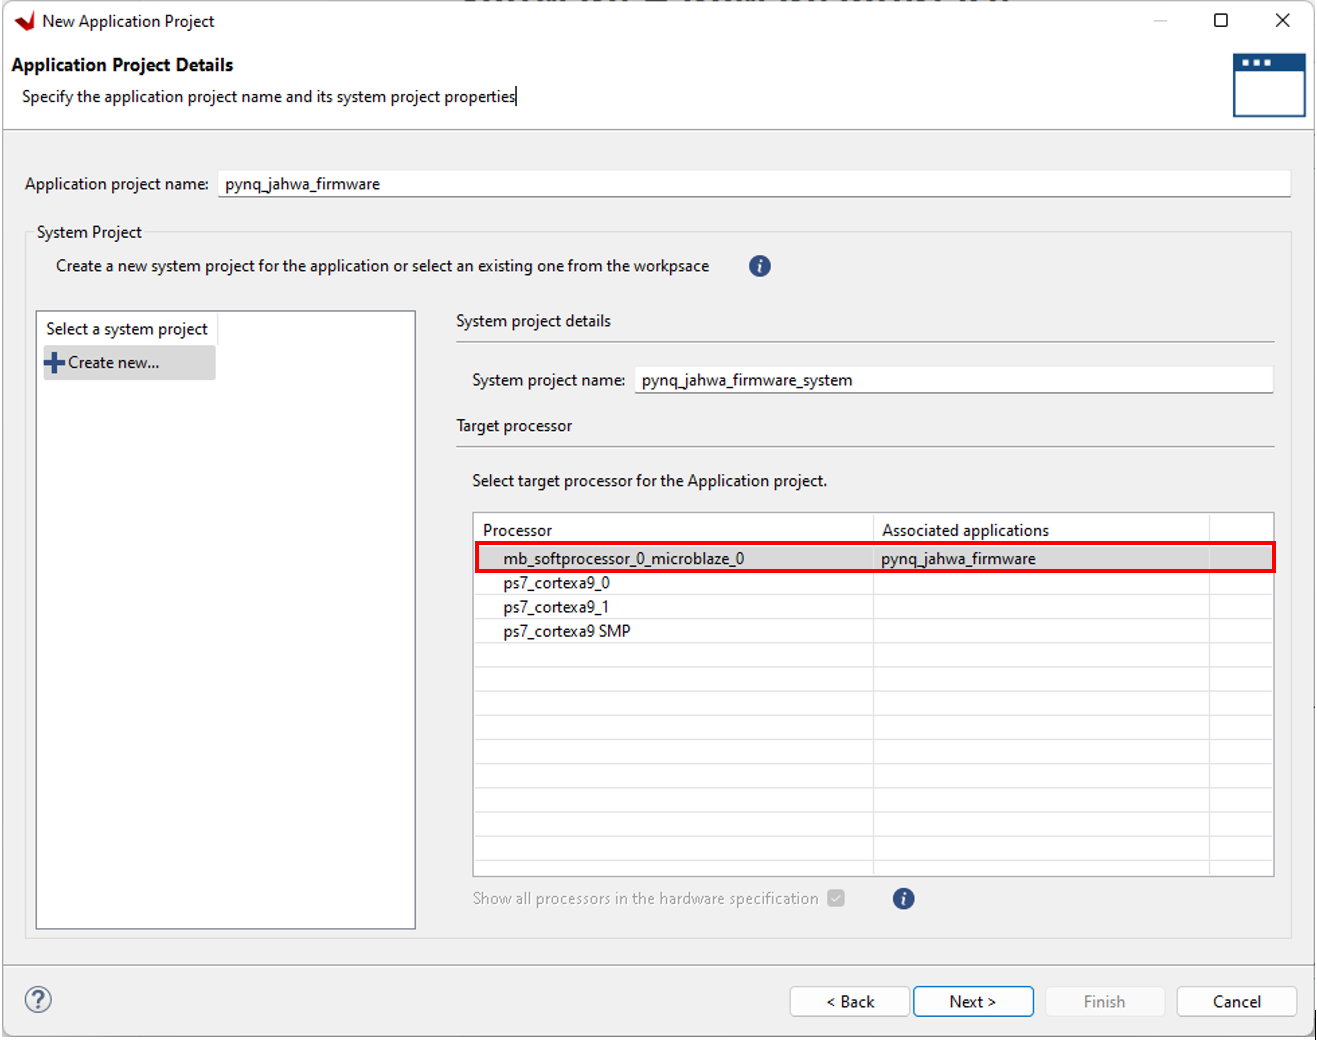 New Application Project
Application Project Details
Specify the application project name and its system project properties
Application project name: pynq_jahwa_firmware
System Project
Create a new system project for the application or select an existing one from the workpsace
Select a system project
Create new...
System project details
System project name: pynq_jahwa_firmware_system
Target processor
Select target processor for the Application project.
Processor Associated applications
mb_softprocessor_0_microblaze_0 pynq_jahwa_firmware
ps7_cortexa9_0
ps7_cortexa9_1
ps7_cortexa9 SMP
Show all processors in the hardware specification
< Back Next > Finish Cancel